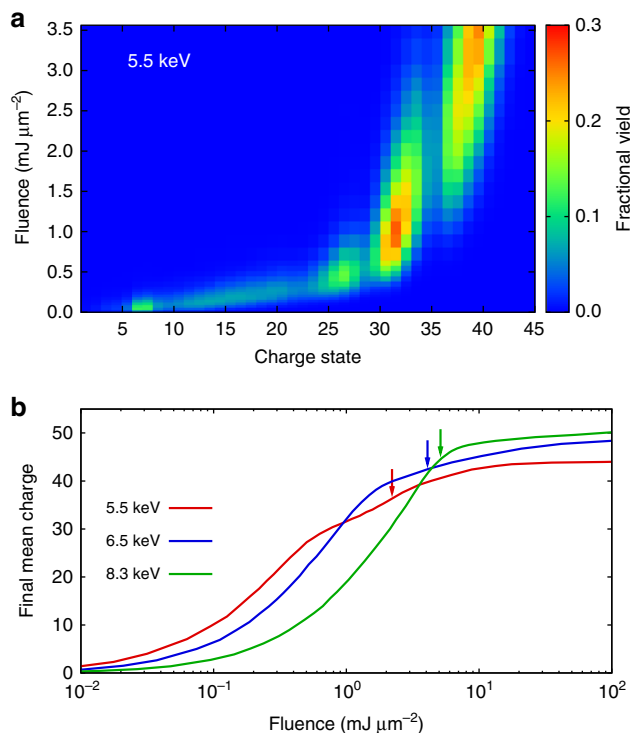 a
5.5 keV
Fluence (mJ μm⁻²)
3.5
3.0
2.5
2.0
1.5
1.0
0.5
0.0
5 10 15 20 25 30 35 40 45
Charge state
0.3
0.2
0.1
0.0
Fractional yield
b
Final mean charge
50
40
30
20
10
0
5.5 keV
6.5 keV
8.3 keV
10⁻² 10⁻¹ 10⁰ 10¹ 10²
Fluence (mJ μm⁻²)